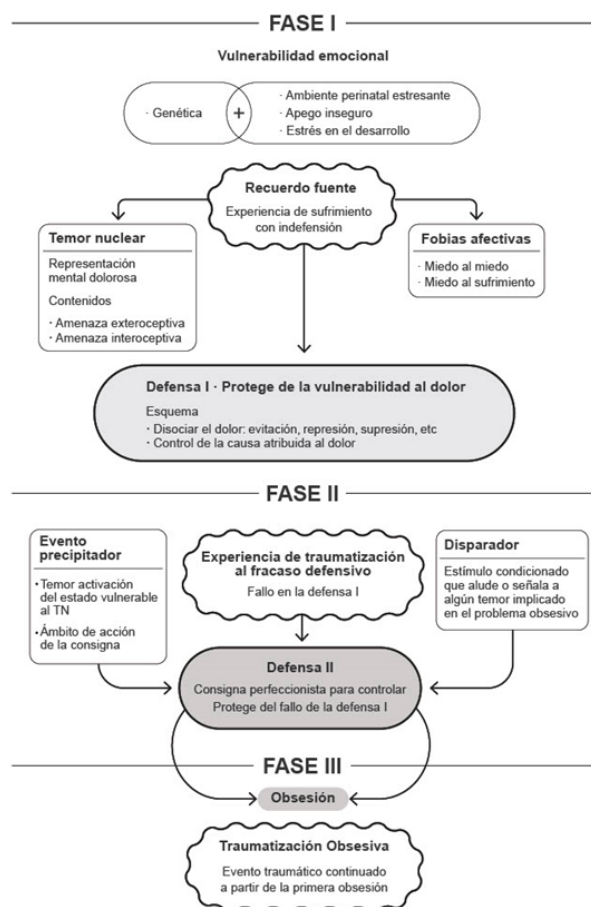 FASE I
Vulnerabilidad emocional
· Genética
+
· Ambiente perinatal estresante
· Apego inseguro
· Estrés en el desarrollo
Recuerdo fuente
Experiencia de sufrimiento
con indefensión
Temor nuclear
Representación
mental dolorosa
Contenidos
· Amenaza exteroceptiva
· Amenaza interoceptiva
Fobias afectivas
· Miedo al miedo
· Miedo al sufrimiento
Defensa I · Protege de la vulnerabilidad al dolor
Esquema
· Disociar el dolor: evitación, represión, supresión, etc
· Control de la causa atribuida al dolor
FASE II
Evento
precipitador
· Temor activación
del estado vulnerable
al TN
· Ámbito de acción
de la consigna
Experiencia de traumatización
al fracaso defensivo
Fallo en la defensa I
Disparador
Estímulo condicionado
que alude o señala a
algún temor implicado
en el problema obsesivo
Defensa II
Consigna perfeccionista para controlar
Protege del fallo de la defensa I
FASE III
Obsesión
Traumatización Obsesiva
Evento traumático continuado
a partir de la primera obsesión